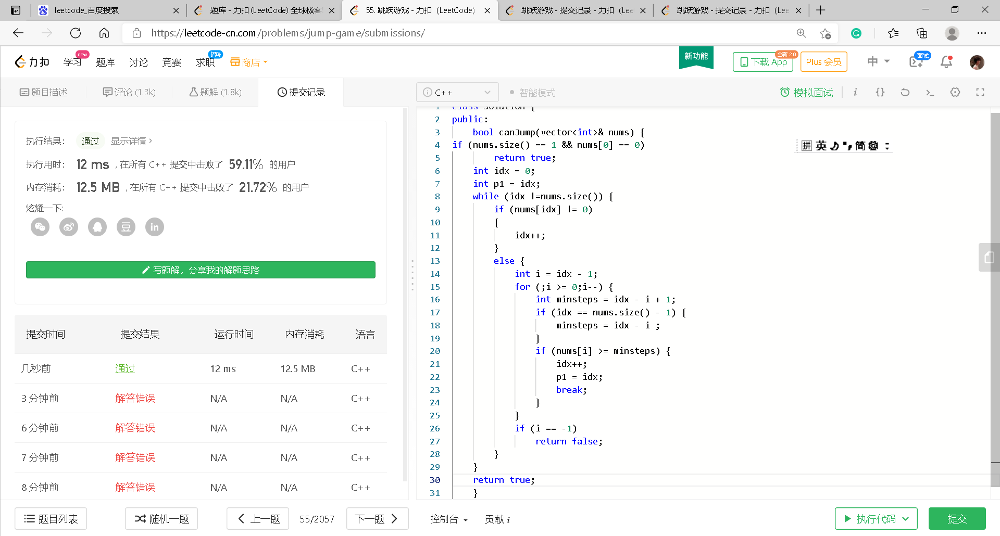 leetcode_百度搜索
题库 - 力扣 (LeetCode) 全球极客
55. 跳跃游戏 - 力扣（LeetCode）
跳跃游戏 - 提交记录 - 力扣（Lee
跳跃游戏 - 提交记录 - 力扣（Lee
https://leetcode-cn.com/problems/jump-game/submissions/
力扣
学习
new
题库
讨论
竞赛
求职
招聘
商店
新功能
下载 App
全新 2.0
Plus 会员
中
面试
题目描述
评论 (1.3k)
题解 (1.8k)
提交记录
C++
智能模式
模拟面试
执行结果：
通过
显示详情 >
执行用时：
12 ms , 在所有 C++ 提交中击败了 59.11% 的用户
内存消耗：
12.5 MB , 在所有 C++ 提交中击败了 21.72% 的用户
炫耀一下:
豆
in
写题解，分享我的解题思路
提交时间 提交结果 运行时间 内存消耗 语言
几秒前 通过 12 ms 12.5 MB C++
3 分钟前 解答错误 N/A N/A C++
6 分钟前 解答错误 N/A N/A C++
7 分钟前 解答错误 N/A N/A C++
8 分钟前 解答错误 N/A N/A C++
1 class Solution {
2 public:
3     bool canJump(vector<int>& nums) {
4 if (nums.size() == 1 && nums[0] == 0)
5         return true;
6     int idx = 0;
7     int p1 = idx;
8     while (idx !=nums.size()) {
9         if (nums[idx] != 0)
10         {
11             idx++;
12         }
13         else {
14             int i = idx - 1;
15             for (;i >= 0;i--) {
16                 int minsteps = idx - i + 1;
17                 if (idx == nums.size() - 1) {
18                     minsteps = idx - i ;
19                 }
20                 if (nums[i] >= minsteps) {
21                     idx++;
22                     p1 = idx;
23                     break;
24                 }
25             }
26             if (i == -1)
27                 return false;
28         }
29     }
30     return true;
31     }
拼 英 简
题目列表
随机一题
上一题
55/2057
下一题
控制台
贡献 i
执行代码
提交